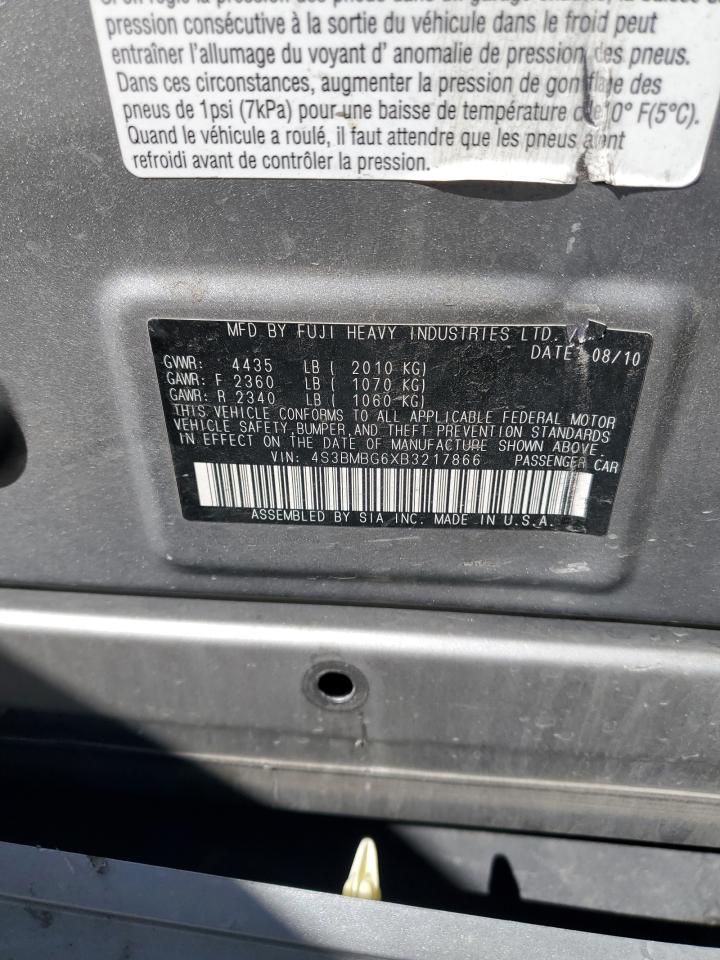 pression consécutive à la sortie du véhicule dans le froid peut
entraîner l'allumage du voyant d' anomalie de pression des pneus.
Dans ces circonstances, augmenter la pression de gonflage des
pneus de 1psi (7kPa) pour une baisse de température de 10° F(5°C).
Quand le véhicule a roulé, il faut attendre que les pneus aient
refroidi avant de contrôler la pression.
MFD BY FUJI HEAVY INDUSTRIES LTD.
DATE: 08/10
GVWR: 4435 LB ( 2010 KG)
GAWR: F 2360 LB ( 1070 KG)
GAWR: R 2340 LB ( 1060 KG)
THIS VEHICLE CONFORMS TO ALL APPLICABLE FEDERAL MOTOR
VEHICLE SAFETY,BUMPER,AND THEFT PREVENTION STANDARDS
IN EFFECT ON THE DATE OF MANUFACTURE SHOWN ABOVE.
VIN: 4S3BMBG6XB3217866 PASSENGER CAR
ASSEMBLED BY SIA INC. MADE IN U.S.A.